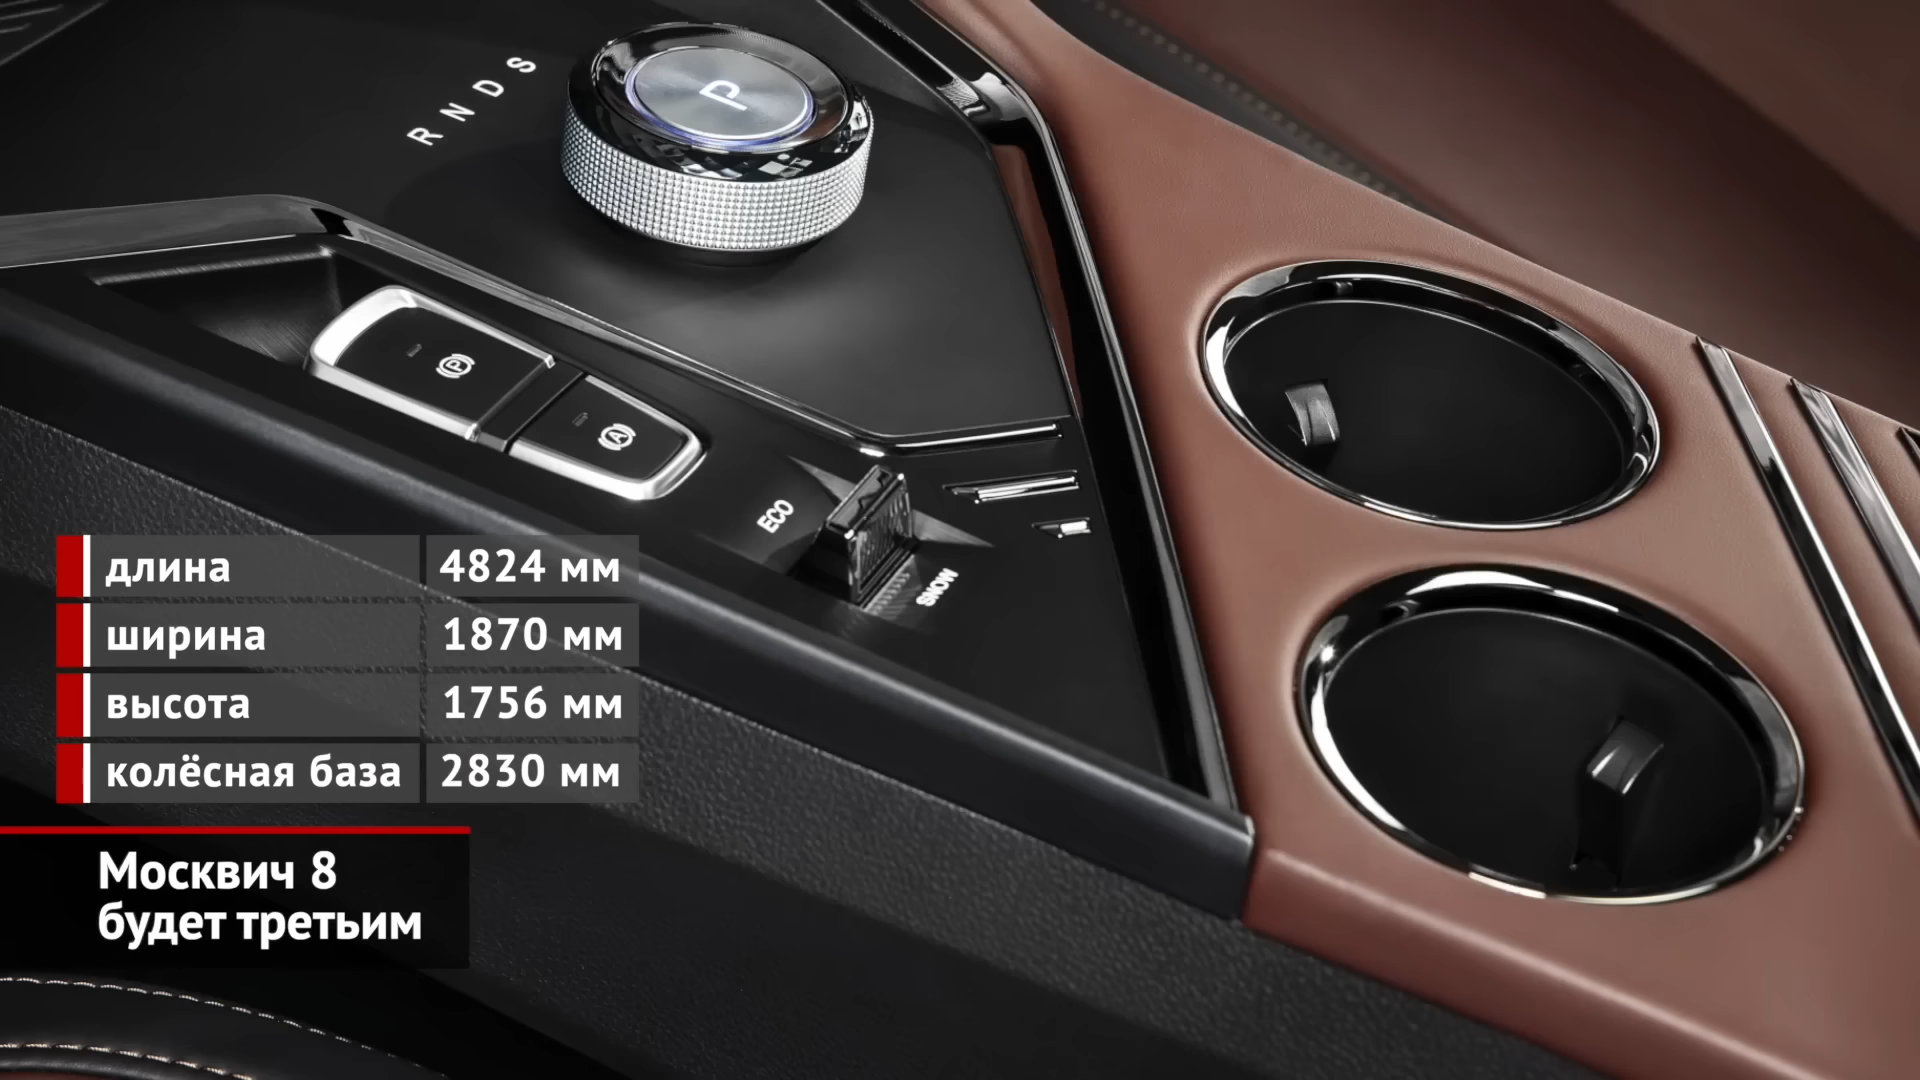 R N D S
P
(P)
(A)
ECO
SNOW
длина 4824 мм
ширина 1870 мм
высота 1756 мм
колёсная база 2830 мм
Москвич 8
будет третьим